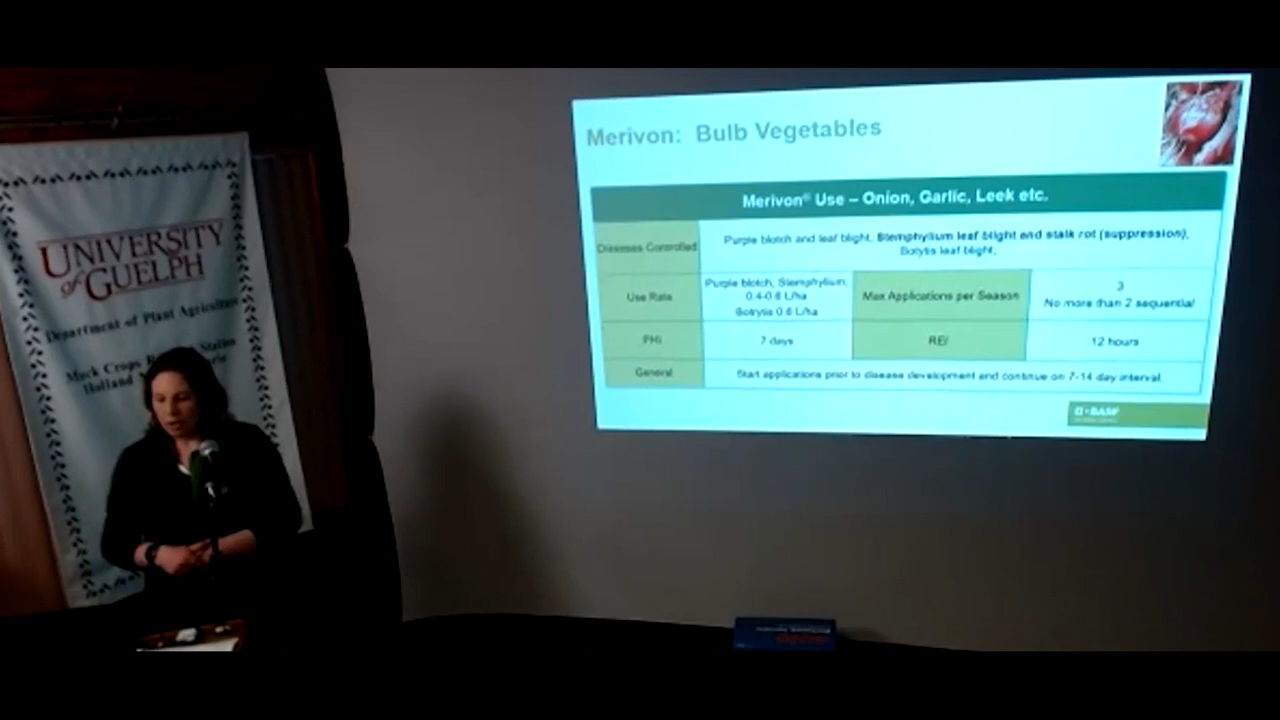 UNIVERSITY
of GUELPH
Department of Plant Agricultu
Muck Crops
Station
Holland
Merivon: Bulb Vegetables
Merivon® Use – Onion, Garlic, Leek etc.
Diseases Controlled
Purple blotch and leaf blight, Stemphylium leaf blight and stalk rot (suppression),
Botytis leaf blight,
Use Rate
Purple blotch, Stemphylium,
0.4-0.6 L/ha
Botrytis 0.6 L/ha
Max Applications per Season
3
No more than 2 sequential
PHI
7 days
REI
12 hours
General
Start applications prior to disease development and continue on 7-14 day interval.
BASF